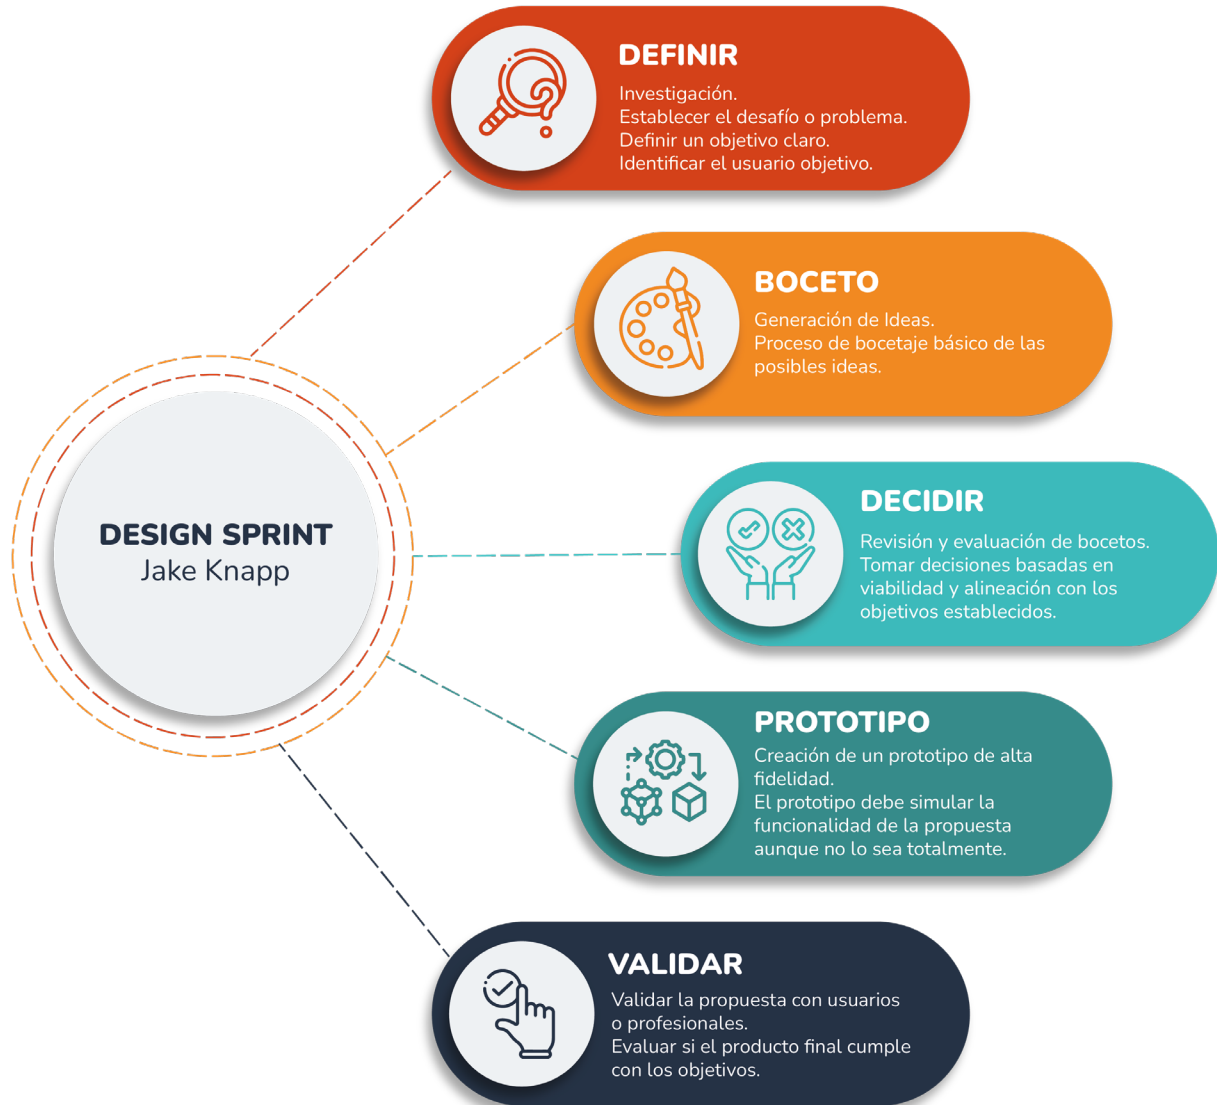 DEFINIR
Investigación.
Establecer el desafío o problema.
Definir un objetivo claro.
Identificar el usuario objetivo.
BOCETO
Generación de Ideas.
Proceso de bocetaje básico de las
posibles ideas.
DESIGN SPRINT
Jake Knapp
DECIDIR
Revisión y evaluación de bocetos.
Tomar decisiones basadas en
viabilidad y alineación con los
objetivos establecidos.
PROTOTIPO
Creación de un prototipo de alta
fidelidad.
El prototipo debe simular la
funcionalidad de la propuesta
aunque no lo sea totalmente.
VALIDAR
Validar la propuesta con usuarios
o profesionales.
Evaluar si el producto final cumple
con los objetivos.